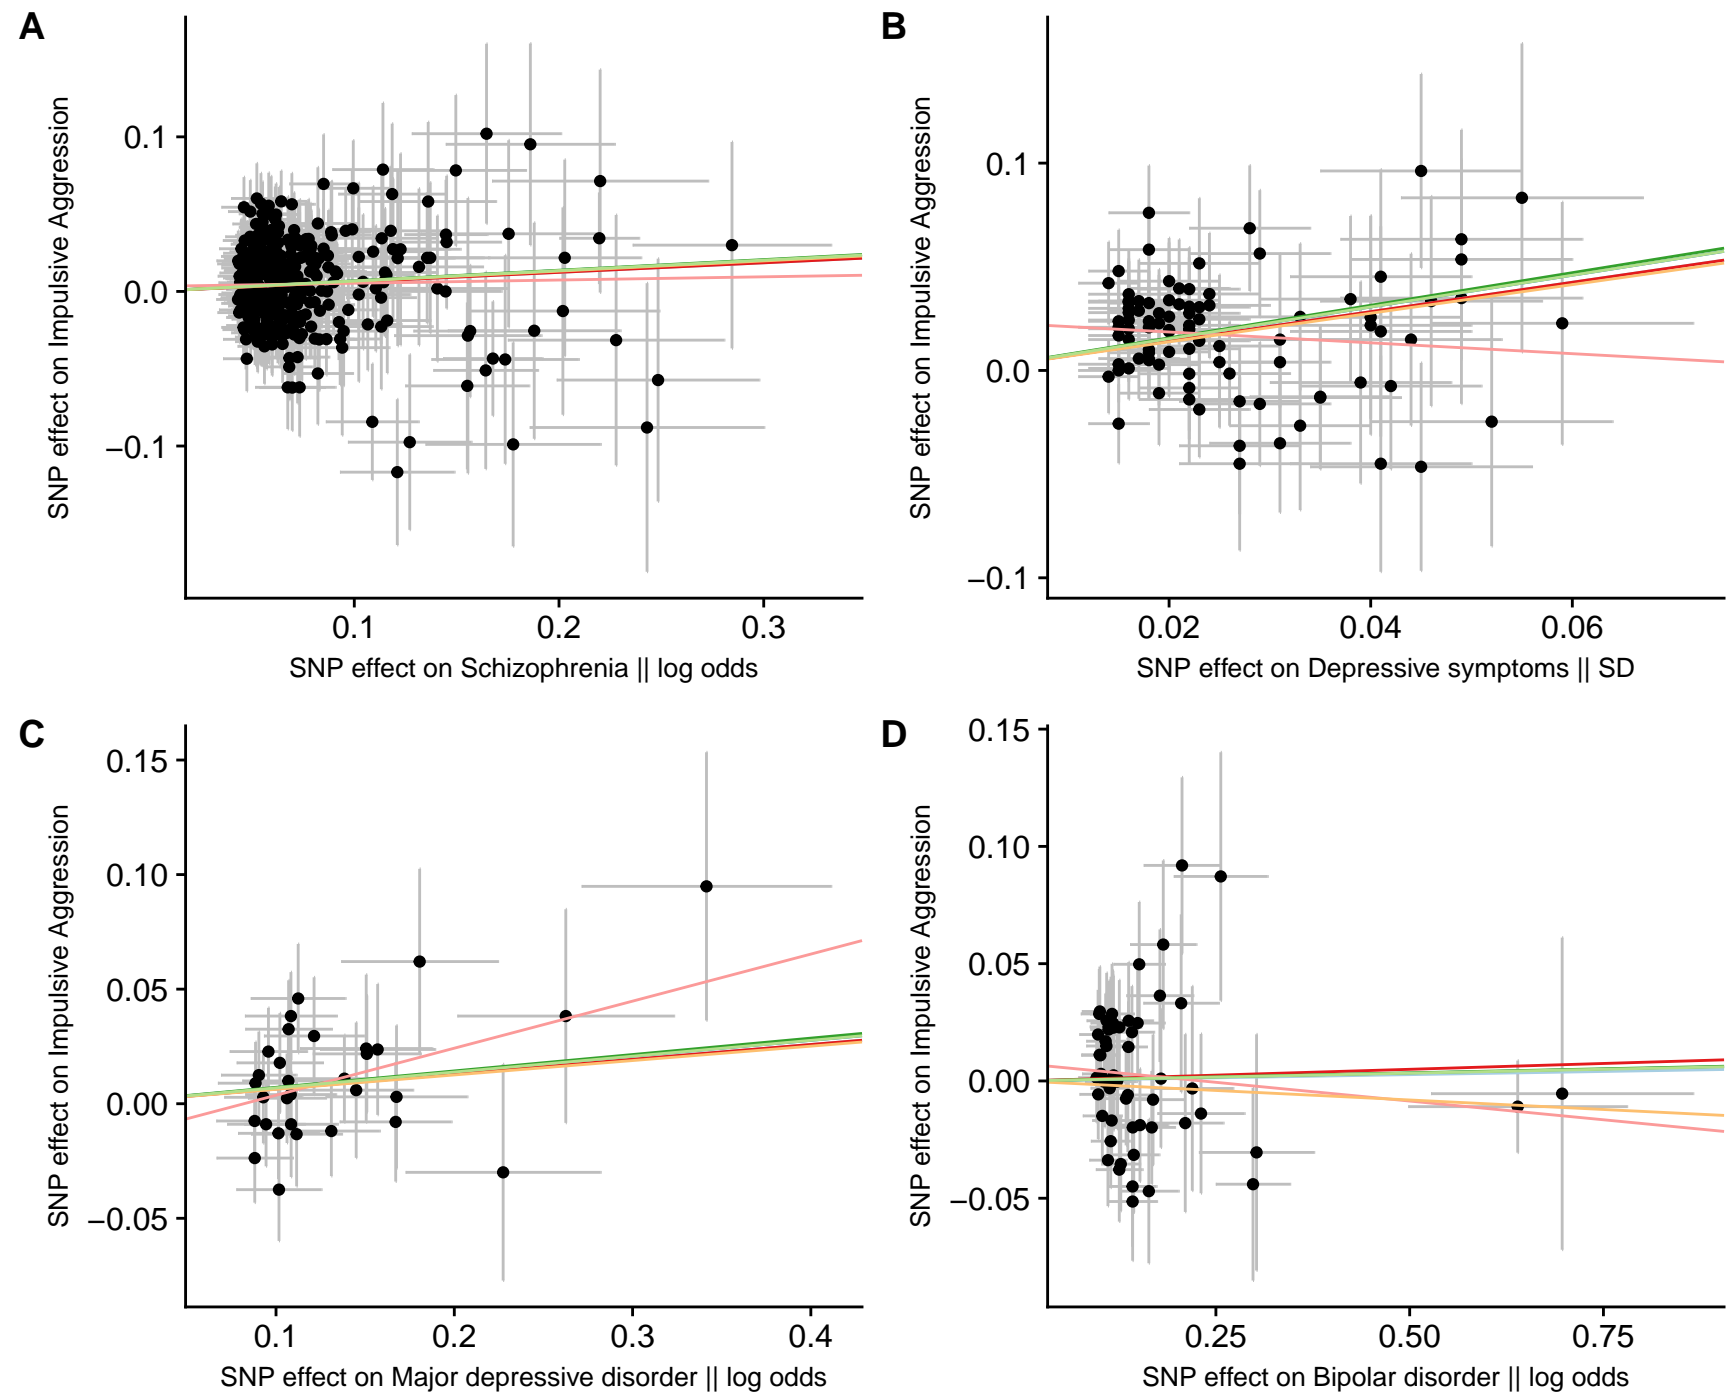 A
SNP effect on Impulsive Aggression
0.1
0.0
−0.1
0.1
0.2
0.3
SNP effect on Schizophrenia || log odds
B
SNP effect on Impulsive Aggression
0.1
0.0
−0.1
0.02
0.04
0.06
SNP effect on Depressive symptoms || SD
C
SNP effect on Impulsive Aggression
0.15
0.10
0.05
0.00
−0.05
0.1
0.2
0.3
0.4
SNP effect on Major depressive disorder || log odds
D
SNP effect on Impulsive Aggression
0.15
0.10
0.05
0.00
−0.05
0.25
0.50
0.75
SNP effect on Bipolar disorder || log odds